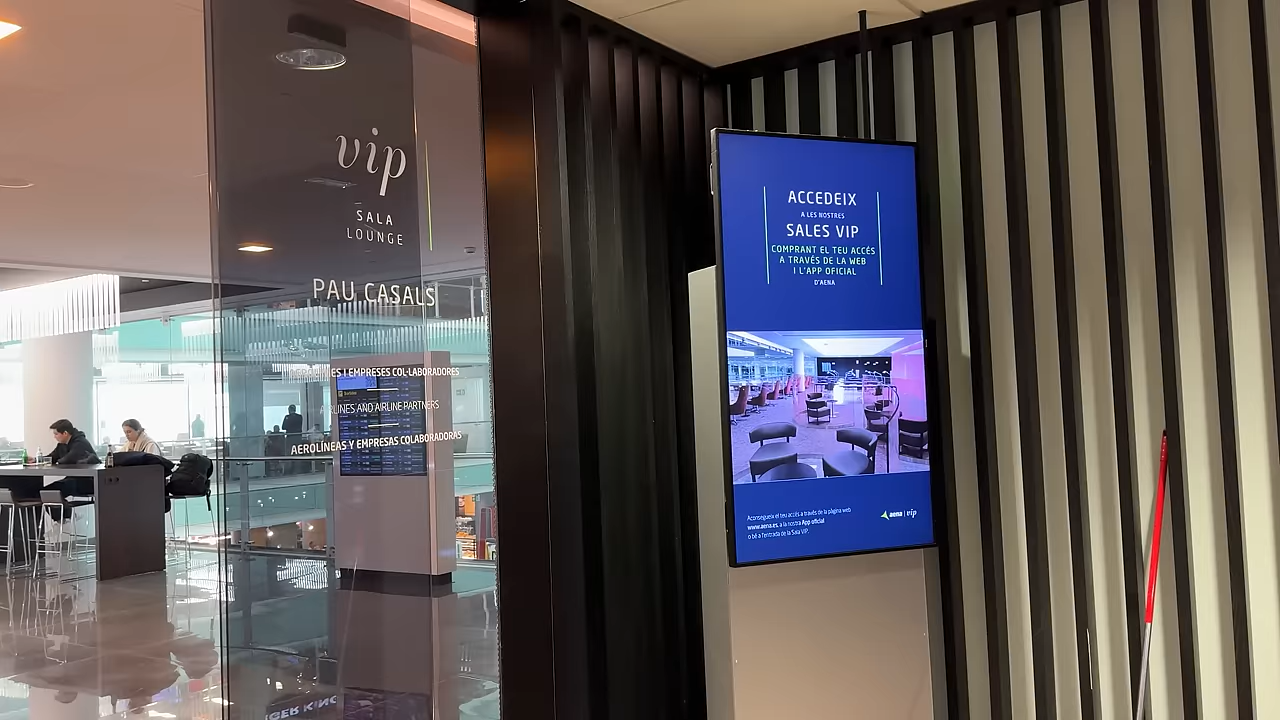 vip
SALA
LOUNGE
PAU CASALS
AEROLÍNIES I EMPRESES COL·LABORADORES
AIRLINES AND AIRLINE PARTNERS
AEROLÍNEAS Y EMPRESAS COLABORADORAS
ACCEDEIX
A LES NOSTRES
SALES VIP
COMPRANT EL TEU ACCÉS
A TRAVÉS DE LA WEB
I L'APP OFICIAL
D'AENA
Aconsegueix el teu accés a través de la pàgina web
www.aena.es, a la nostra App oficial
o bé a l'entrada de la Sala VIP.
aena | vip